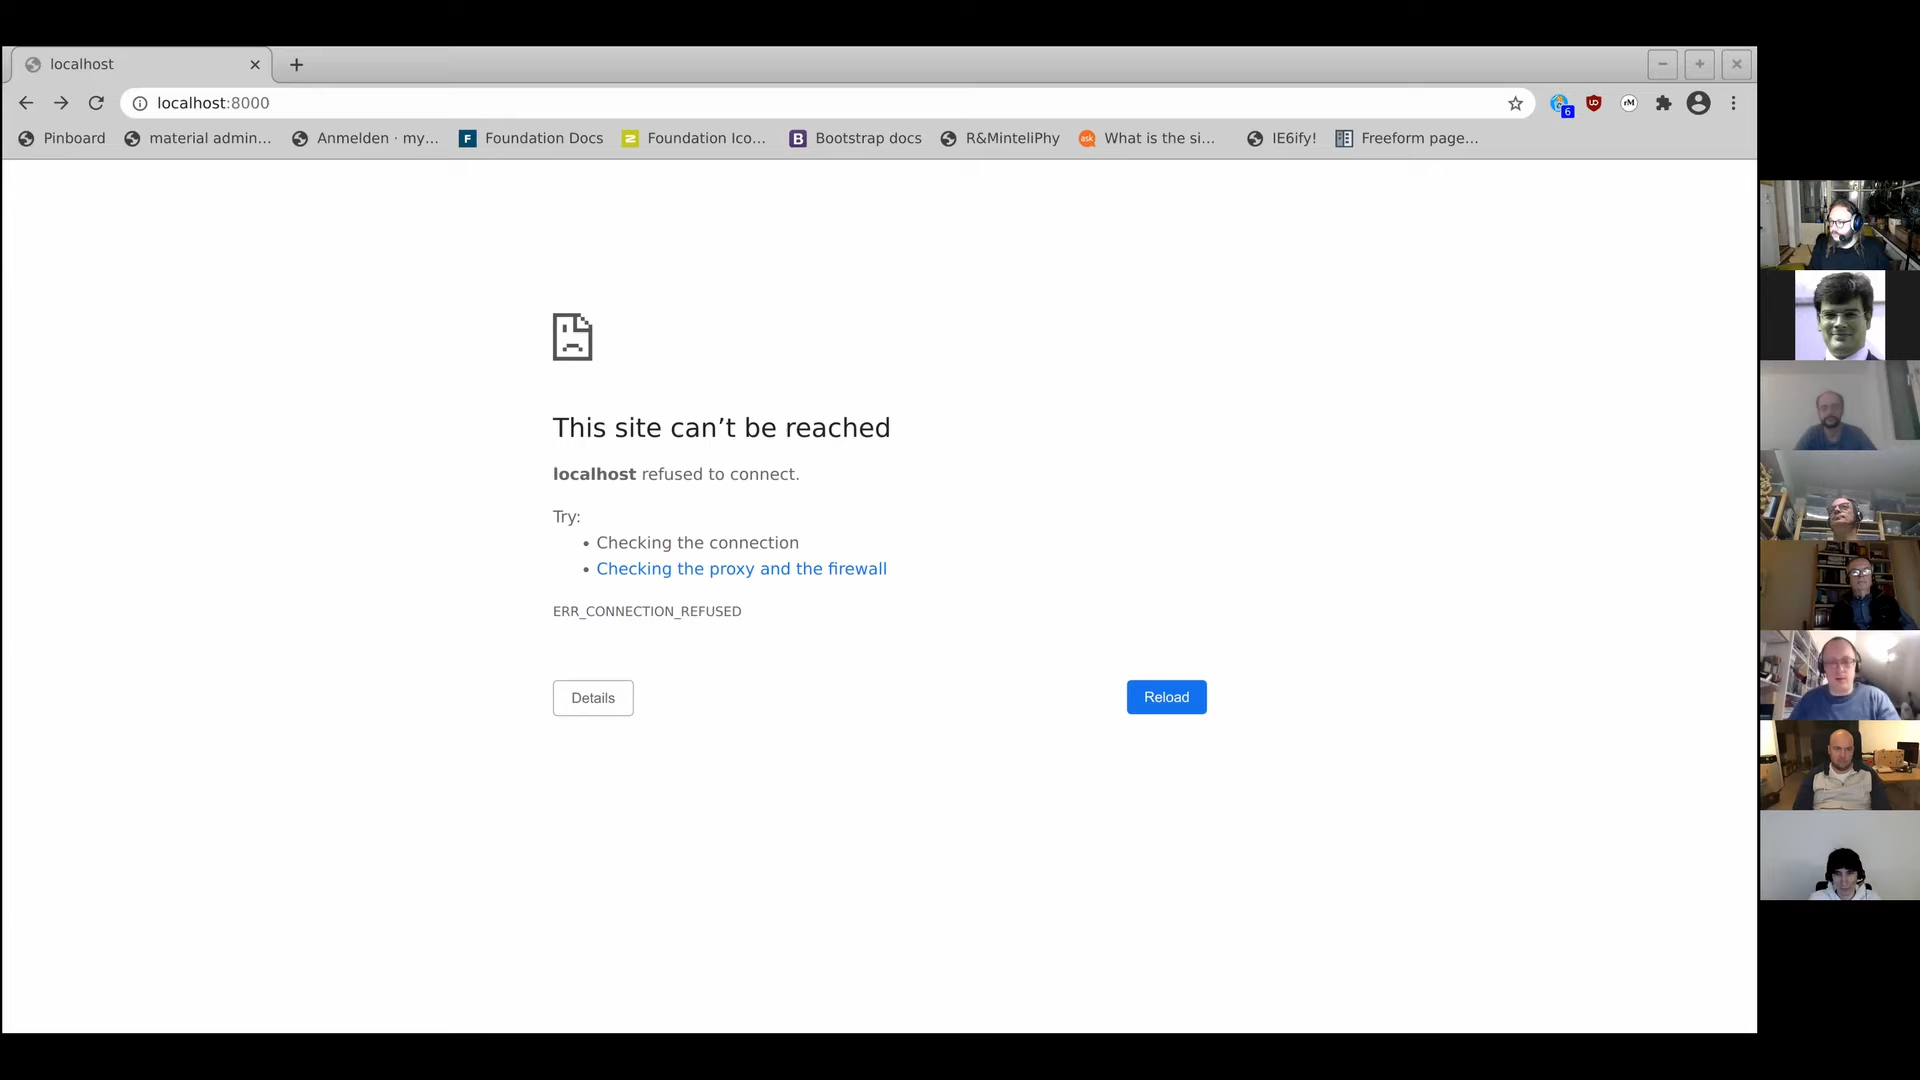 localhost
localhost:8000
6
Pinboard
material admin...
Anmelden · my...
F
Foundation Docs
Foundation Ico...
B
Bootstrap docs
R&MinteliPhy
ask
What is the si...
IE6ify!
Freeform page...
This site can’t be reached
localhost refused to connect.
Try:
• Checking the connection
• Checking the proxy and the firewall
ERR_CONNECTION_REFUSED
Details
Reload